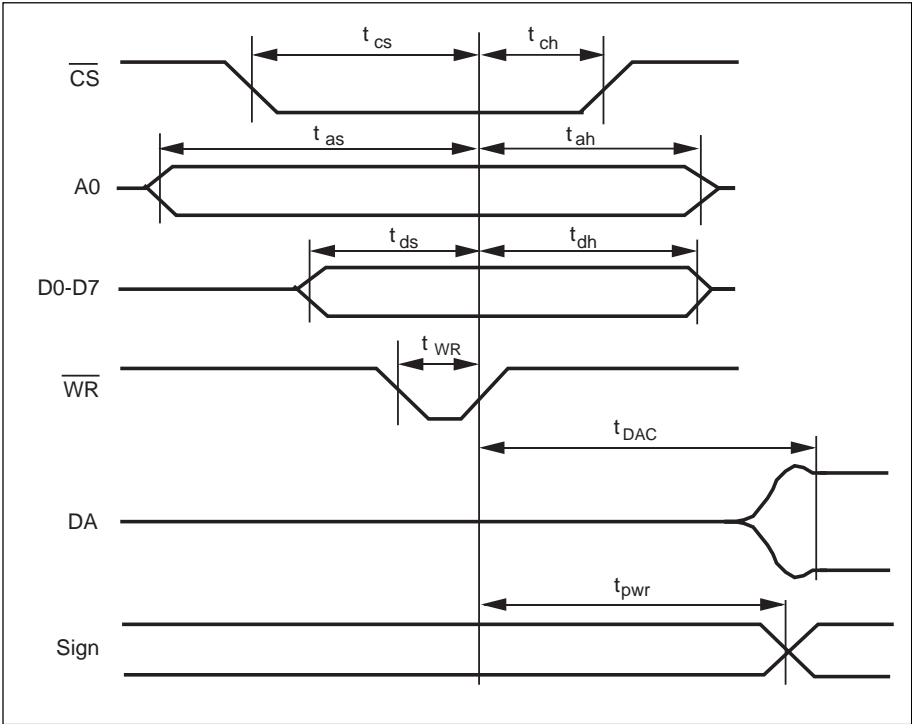 t cs
t ch
CS
t as
t ah
A0
t ds
t dh
D0-D7
t WR
WR
t DAC
DA
t pwr
Sign